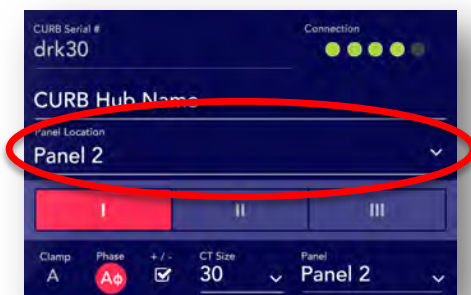 CURB Serial # Connection
drk30
CURB Hub Name
Panel Location
Panel 2
I II III
Clamp Phase + / - CT Size Panel
A Aϕ 30 Panel 2